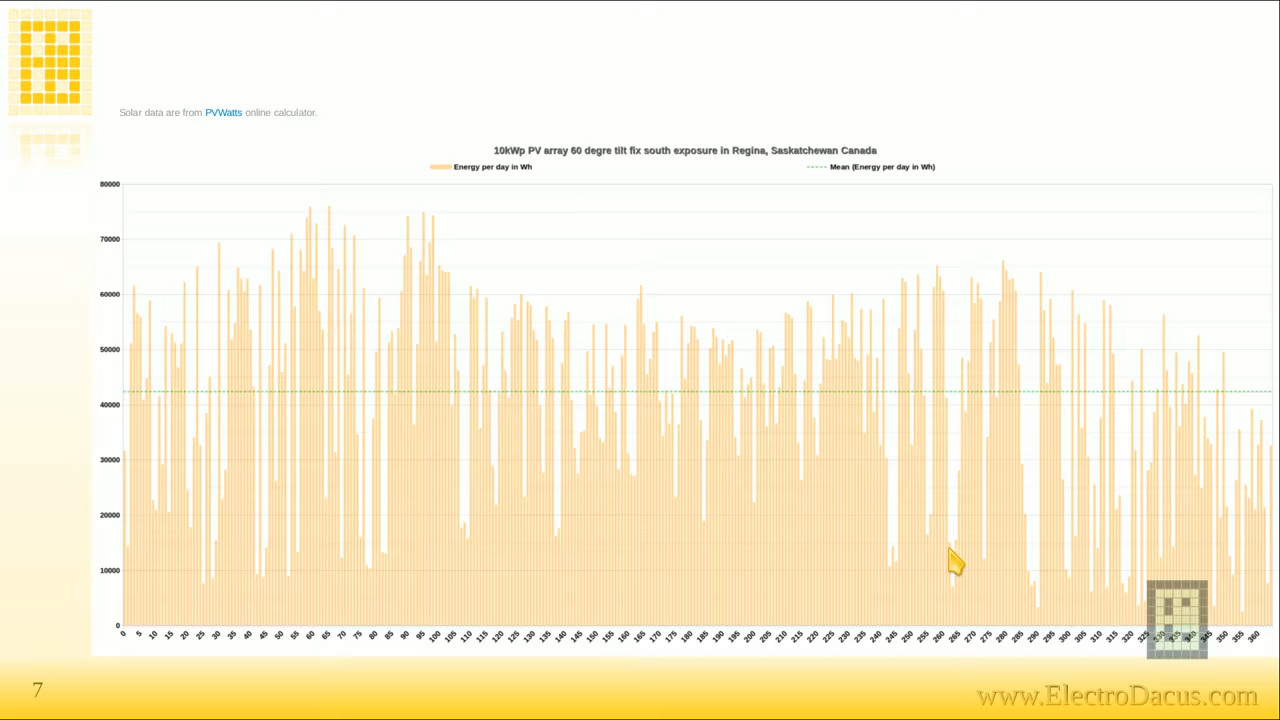 Solar data are from PVWatts online calculator.
10kWp PV array 60 degre tilt fix south exposure in Regina, Saskatchewan Canada
Energy per day in Wh
Mean (Energy per day in Wh)
80000
70000
60000
50000
40000
30000
20000
10000
0
0 5 10 15 20 25 30 35 40 45 50 55 60 65 70 75 80 85 90 95 100 105 110 115 120 125 130 135 140 145 150 155 160 165 170 175 180 185 190 195 200 205 210 215 220 225 230 235 240 245 250 255 260 265 270 275 280 285 290 295 300 305 310 315 320 325 330 335 340 345 350 355 360
7
www.ElectroDacus.com